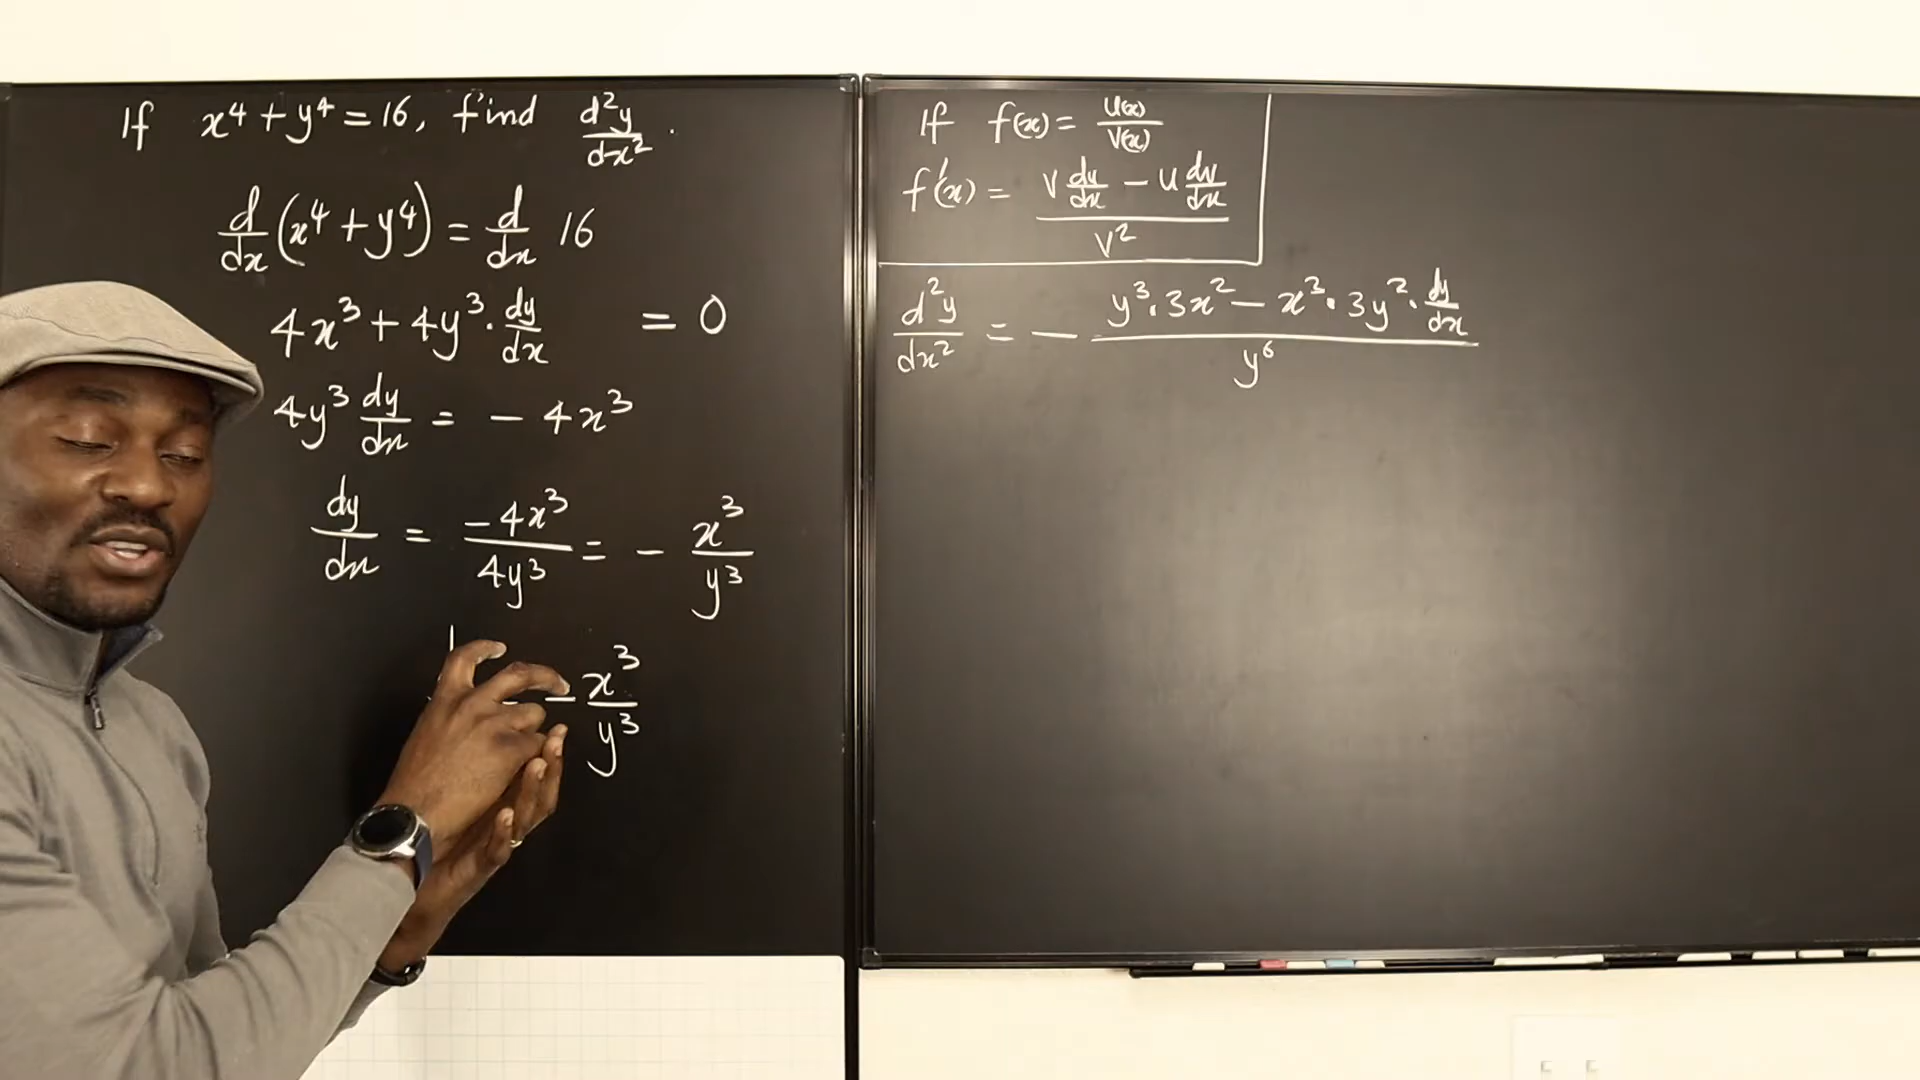 If x⁴ + y⁴ = 16, find d²y/dx².
d/dx (x⁴ + y⁴) = d/dx 16
4x³ + 4y³ · dy/dx = 0
4y³ dy/dx = - 4x³
dy/dx = -4x³/4y³ = - x³/y³
- x³/y³
If f(x) = u(x)/v(x)
f'(x) = (v du/dx - u dv/dx)/v²
d²y/dx² = - (y³ · 3x² - x³ · 3y² · dy/dx)/y⁶